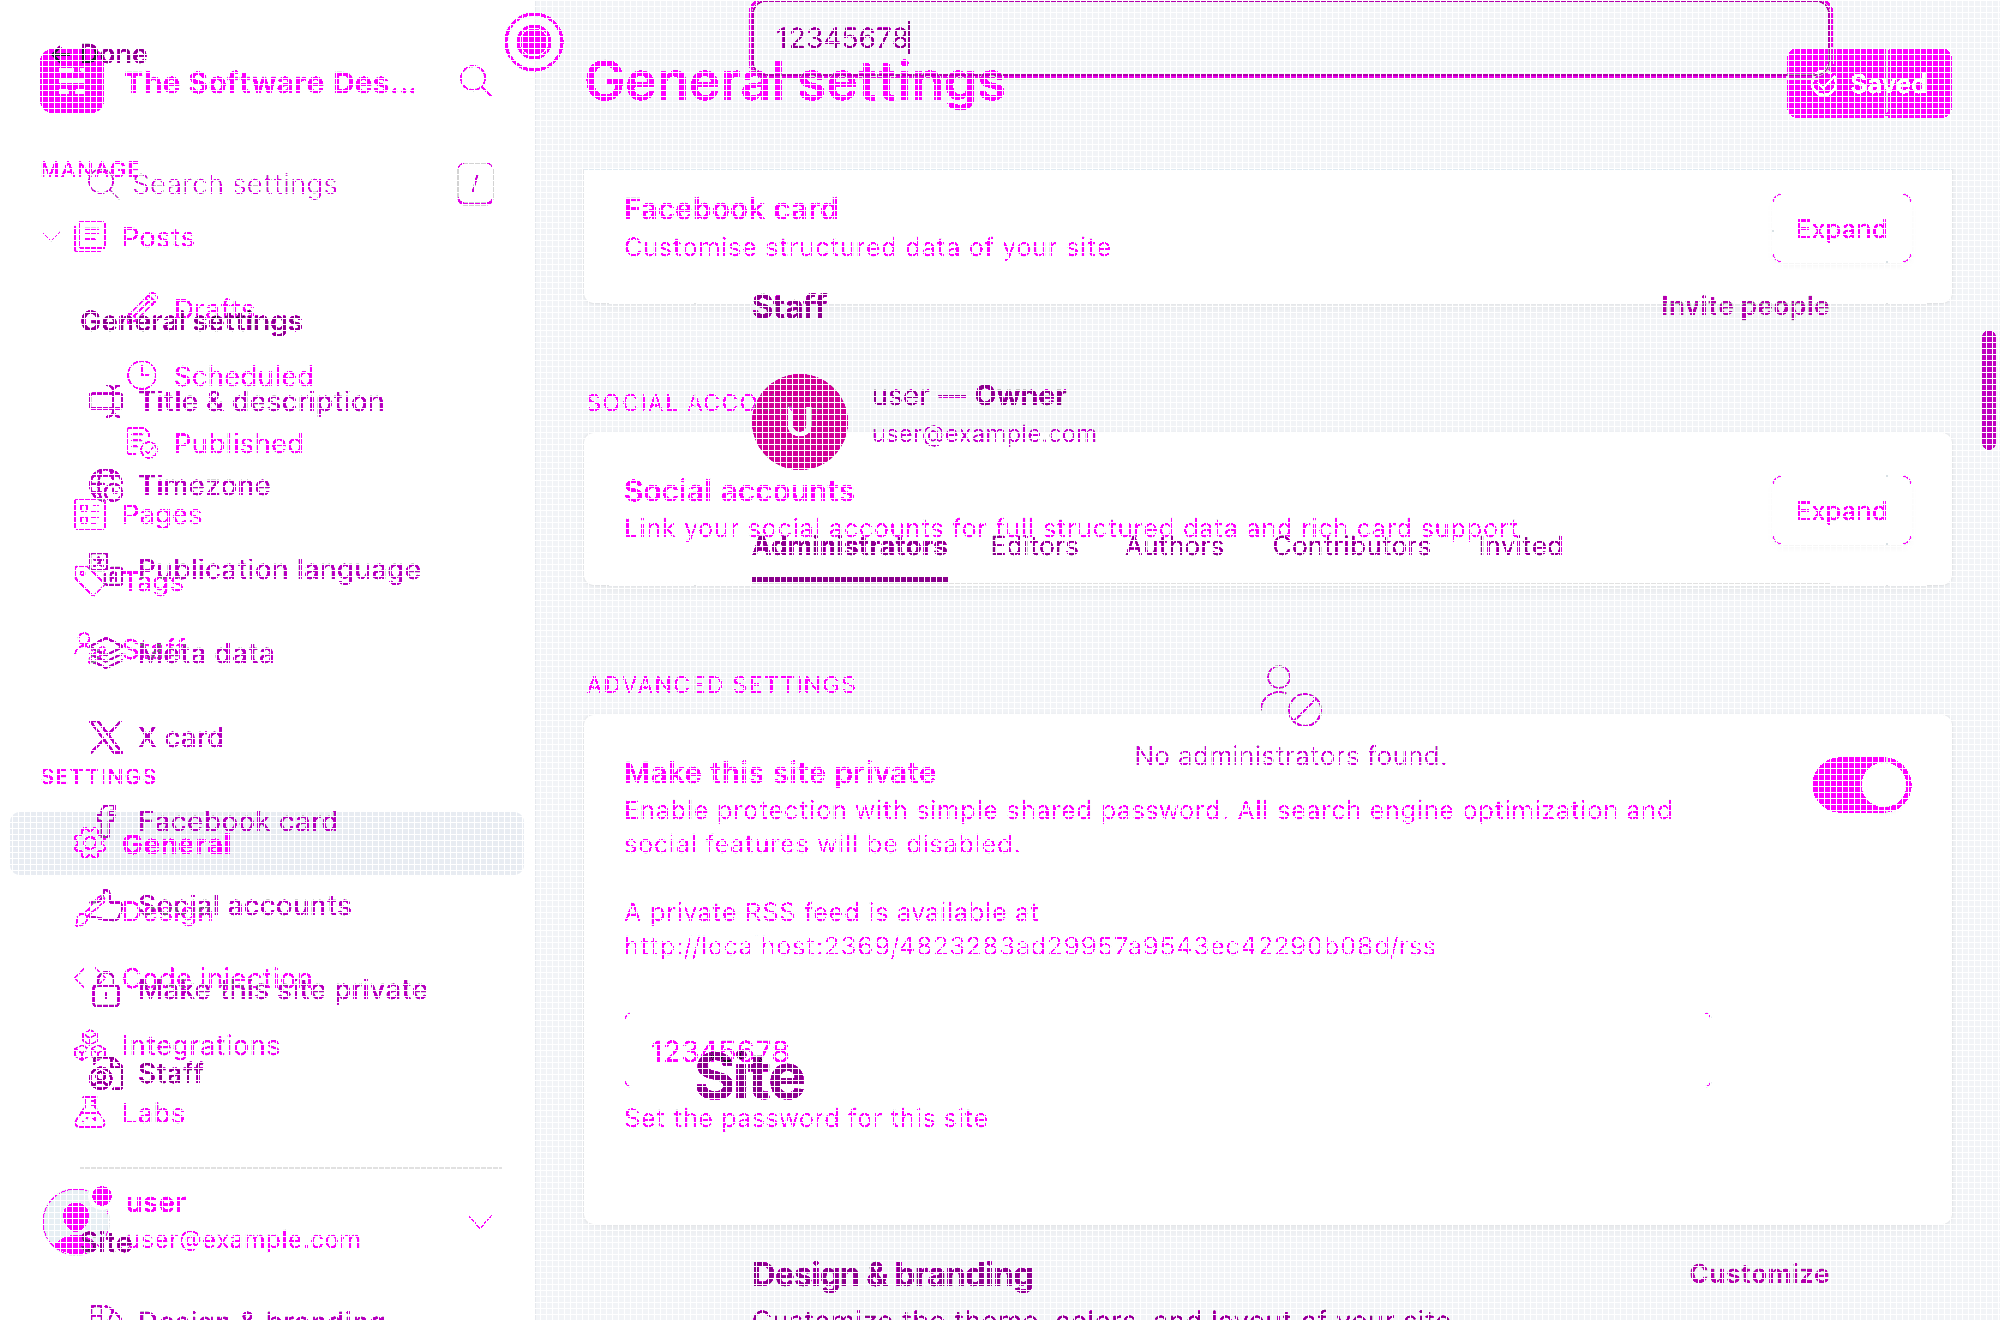 Done
The Software Des...
12345678
General settings
Saved
MANAGE
Search settings
/
Posts
Facebook card
Customise structured data of your site
Expand
Drafts
General settings
Staff
Invite people
Scheduled
Title & description
SOCIAL ACCO
U
user — Owner
user@example.com
Published
Timezone
Pages
Social accounts
Link your social accounts for full structured data and rich card support
Expand
Administrators
Editors
Authors
Contributors
Invited
Publication language
Tags
Staff
Meta data
ADVANCED SETTINGS
No administrators found.
X card
SETTINGS
Make this site private
Enable protection with simple shared password. All search engine optimization and
social features will be disabled.
Facebook card
General
Social accounts
Design
A private RSS feed is available at
http://loca host:2369/4823283ad29957a9543ec42290b08d/rss
Code injection
Make this site private
Integrations
12345678
Site
Staff
Labs
Set the password for this site
user
user@example.com
Site
Design & branding
Customize
Design & branding
Customize the theme, colors, and layout of your site